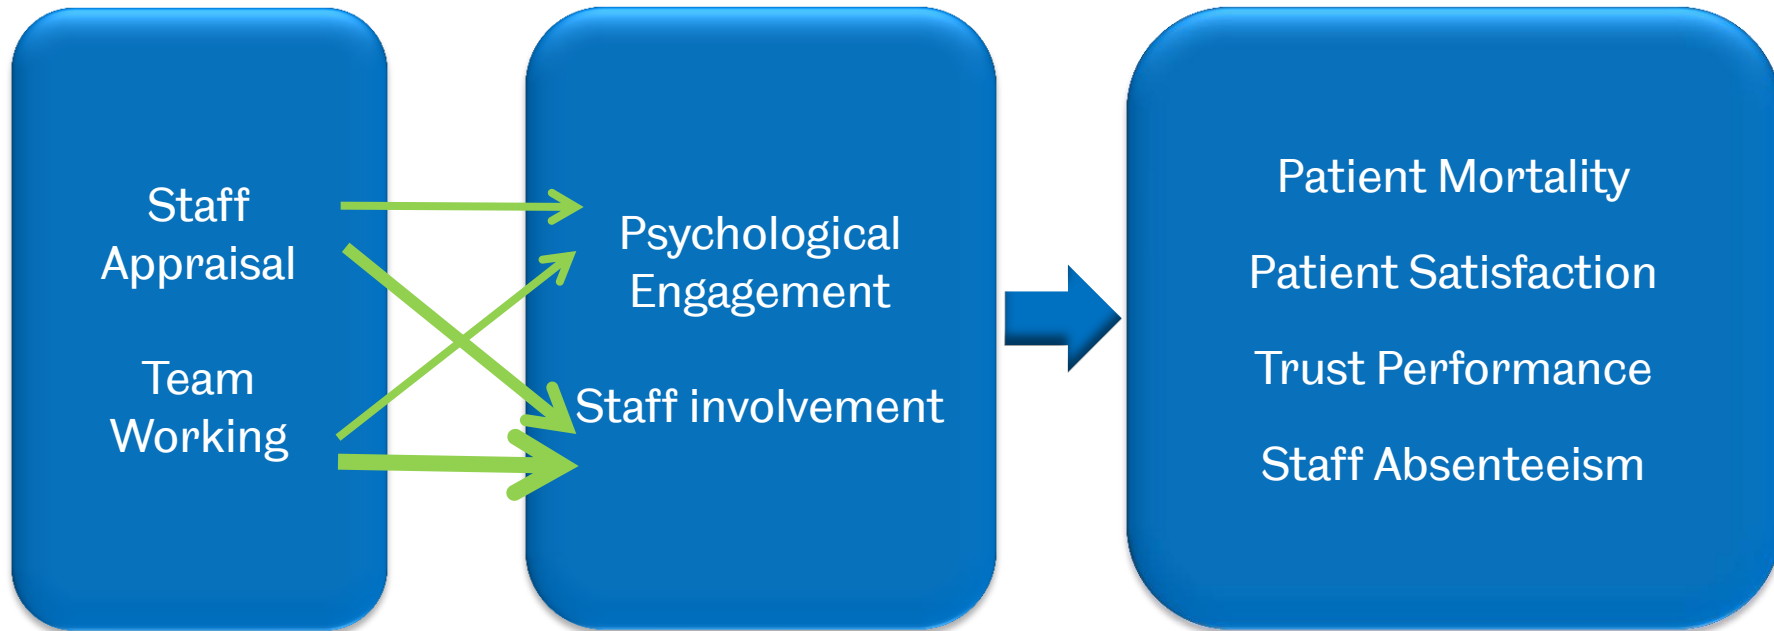 Staff
Appraisal
Team
Working
Psychological
Engagement
Staff involvement
Patient Mortality
Patient Satisfaction
Trust Performance
Staff Absenteeism